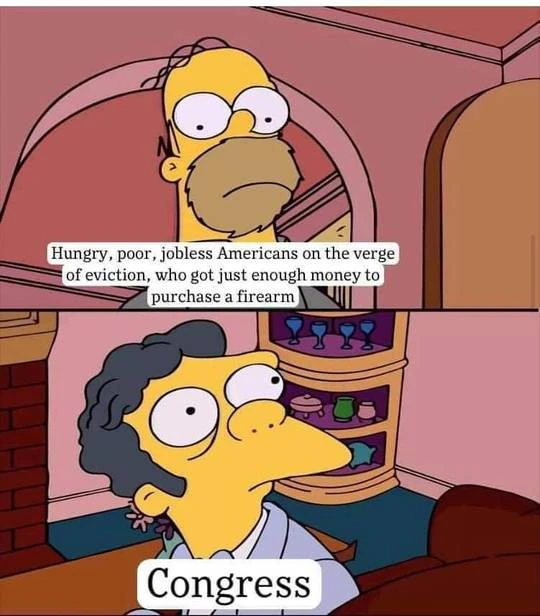 Hungry, poor, jobless Americans on the verge
of eviction, who got just enough money to
purchase a firearm
Congress